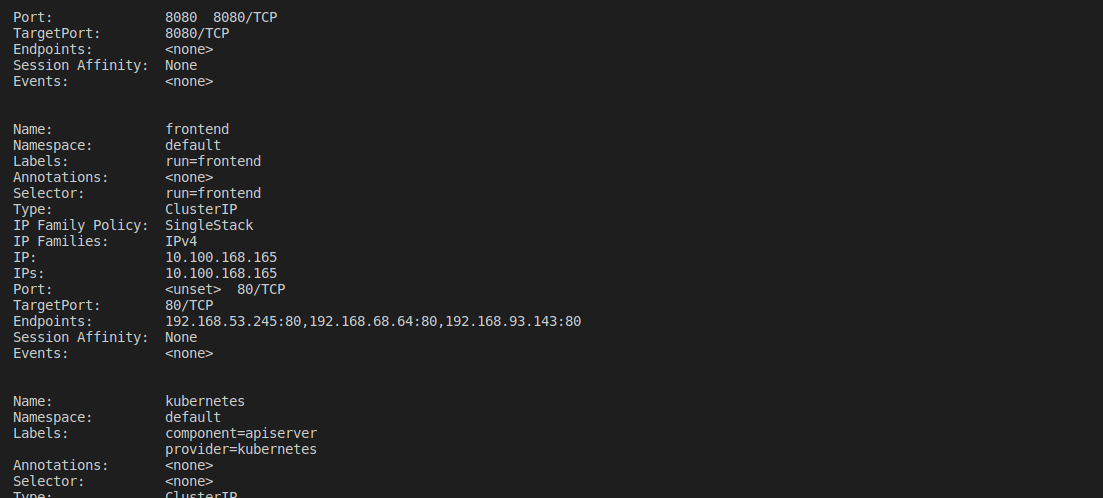 Port:              8080  8080/TCP
TargetPort:        8080/TCP
Endpoints:         <none>
Session Affinity:  None
Events:            <none>
Name:              frontend
Namespace:         default
Labels:            run=frontend
Annotations:       <none>
Selector:          run=frontend
Type:              ClusterIP
IP Family Policy:  SingleStack
IP Families:       IPv4
IP:                10.100.168.165
IPs:               10.100.168.165
Port:              <unset>  80/TCP
TargetPort:        80/TCP
Endpoints:         192.168.53.245:80,192.168.68.64:80,192.168.93.143:80
Session Affinity:  None
Events:            <none>
Name:              kubernetes
Namespace:         default
Labels:            component=apiserver
                   provider=kubernetes
Annotations:       <none>
Selector:          <none>
Type:              ClusterIP